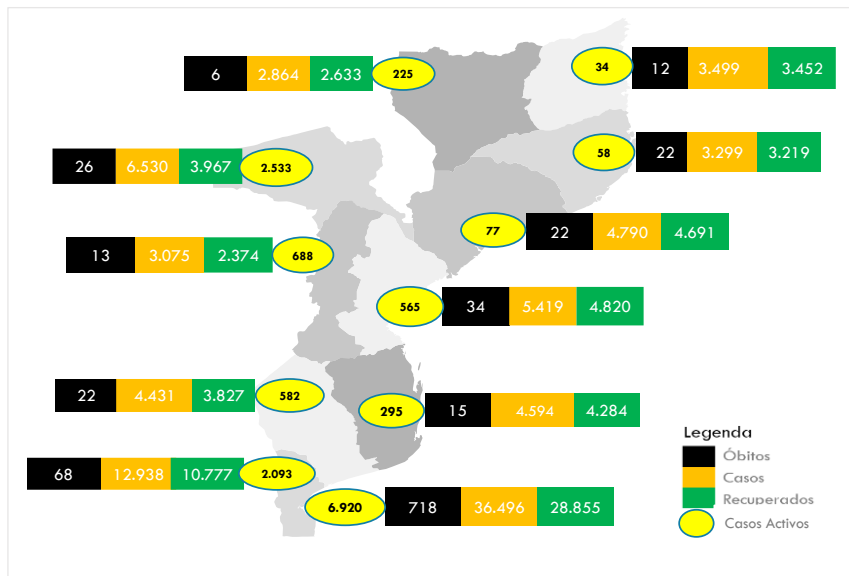 6 2.864 2.633 225
34 12 3.499 3.452
26 6.530 3.967 2.533
58 22 3.299 3.219
77 22 4.790 4.691
13 3.075 2.374 688
565 34 5.419 4.820
22 4.431 3.827 582
295 15 4.594 4.284
68 12.938 10.777 2.093
6.920 718 36.496 28.855
Legenda
Óbitos
Casos
Recuperados
Casos Activos